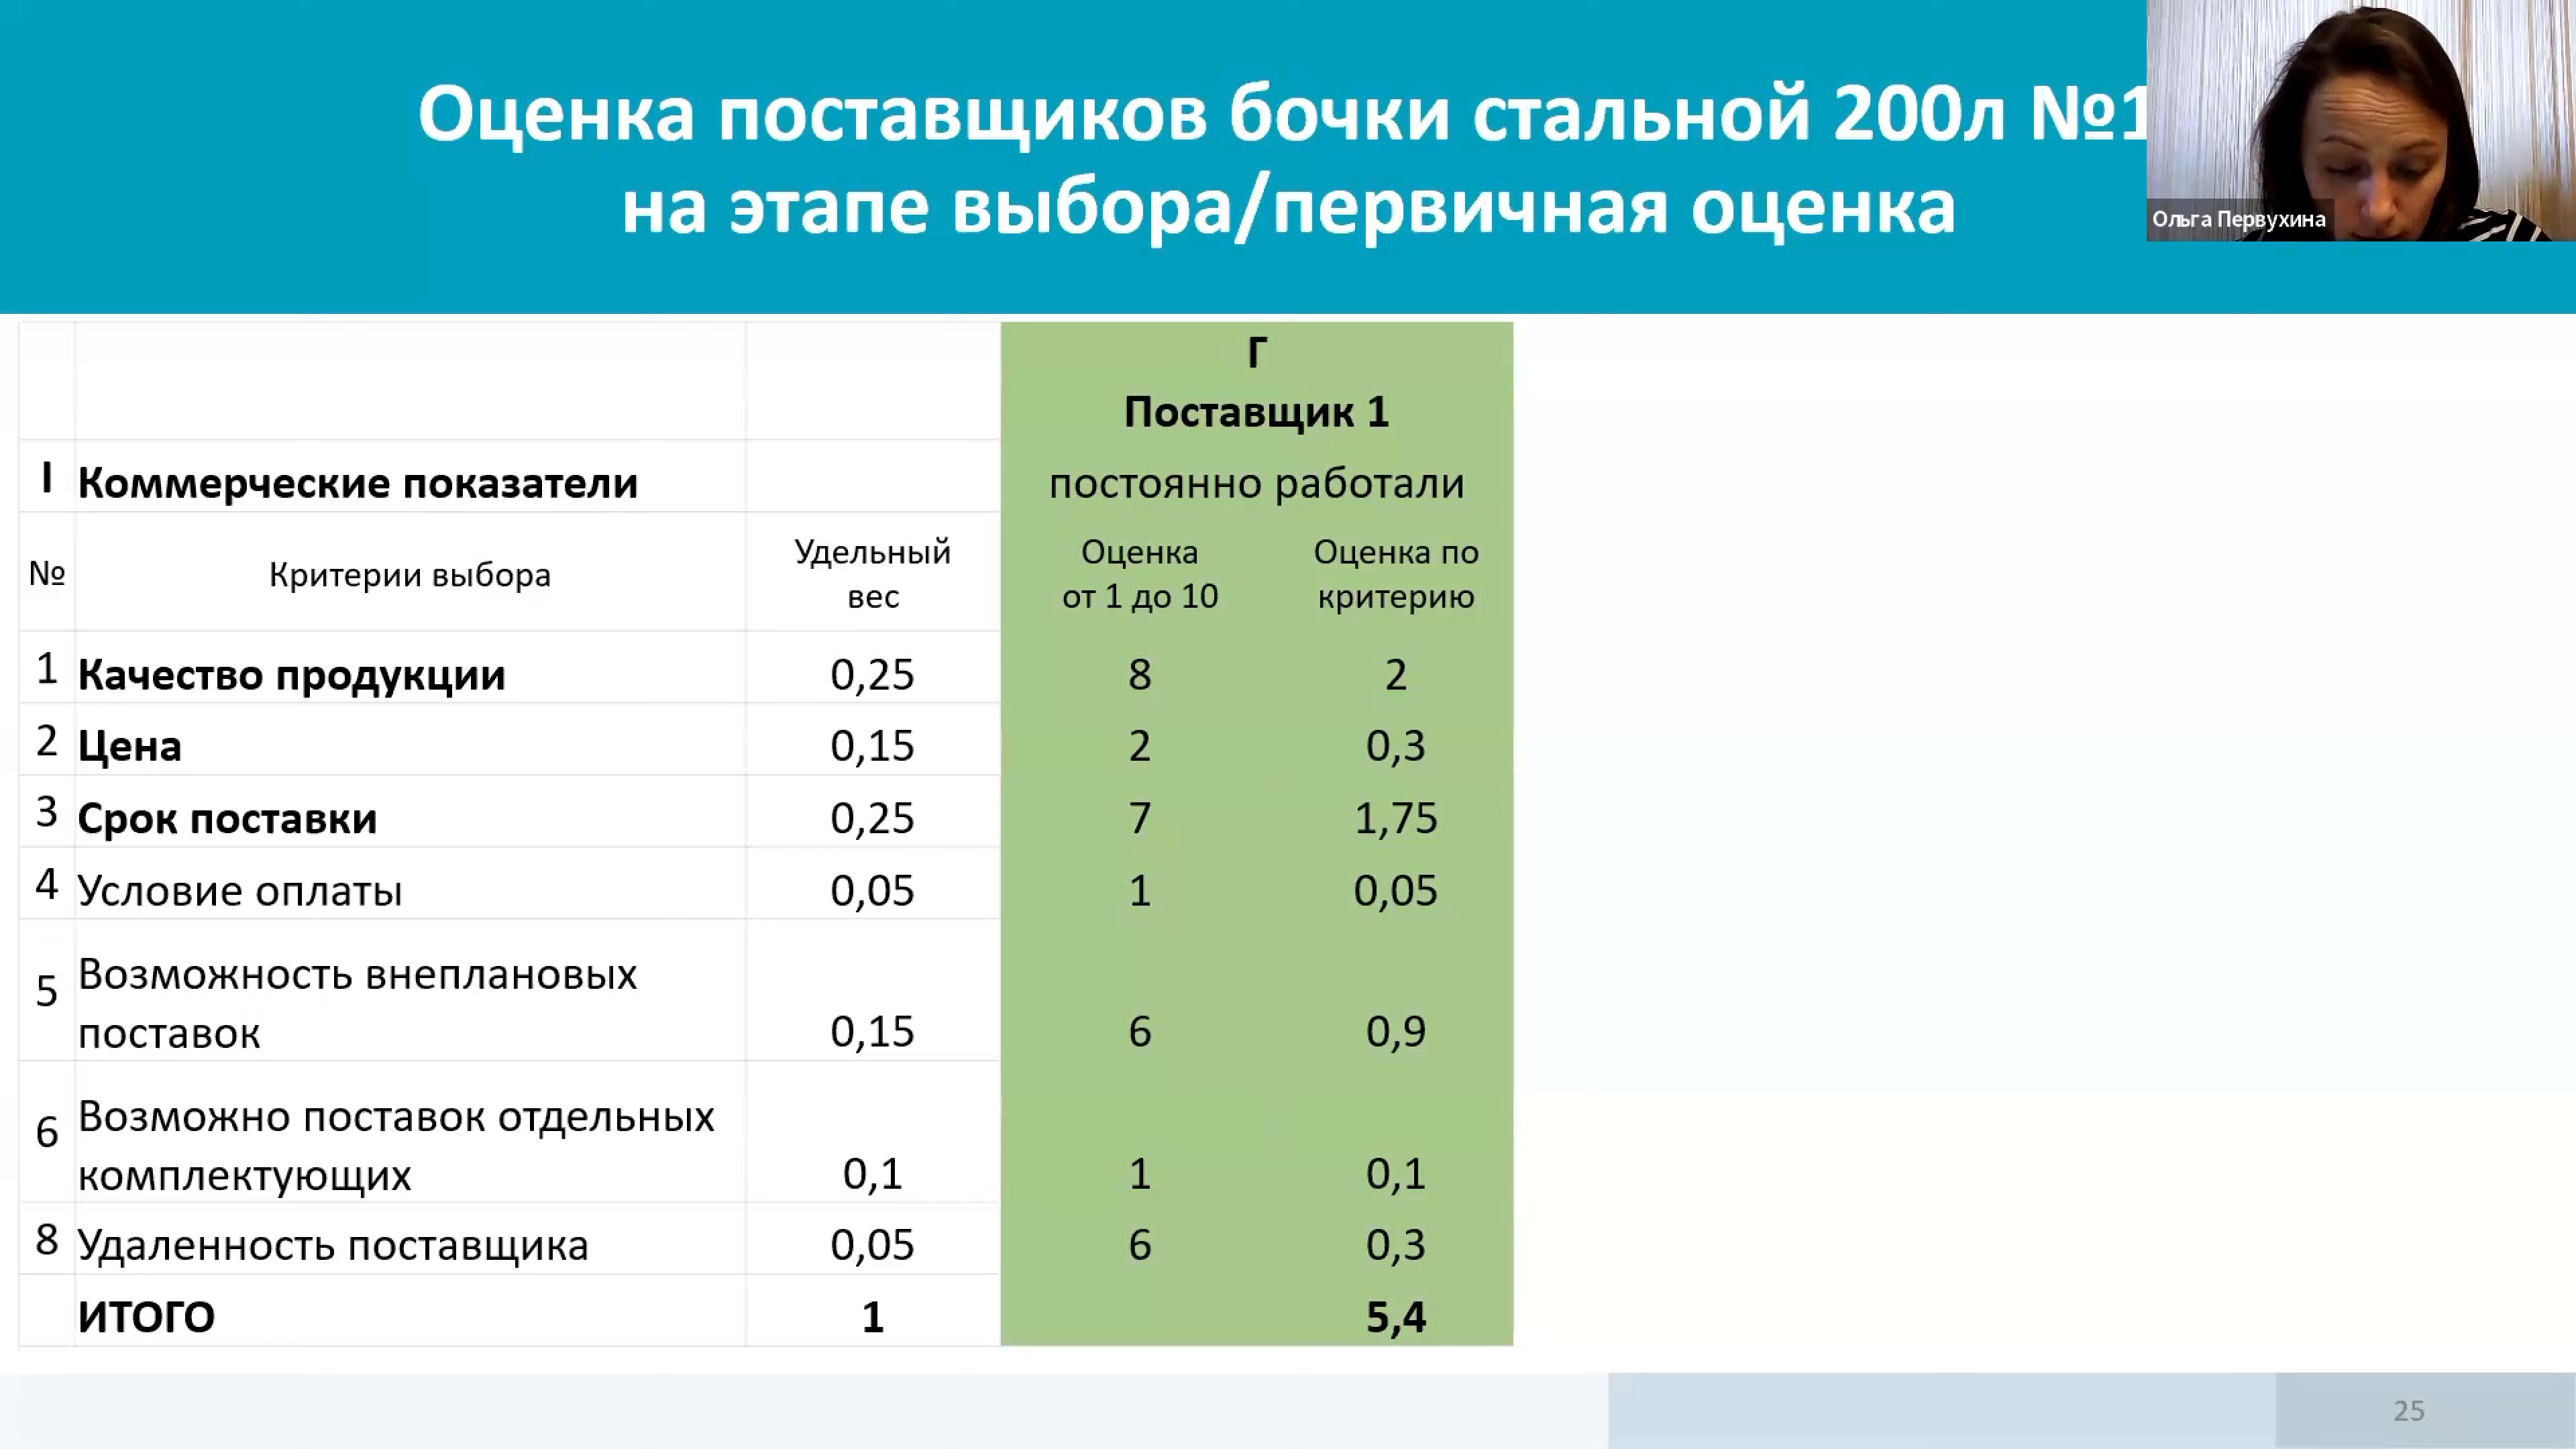 Оценка поставщиков бочки стальной 200л №1
на этапе выбора/первичная оценка
Ольга Первухина
Г
Поставщик 1
I Коммерческие показатели постоянно работали
№ Критерии выбора Удельный вес Оценка от 1 до 10 Оценка по критерию
1 Качество продукции 0,25 8 2
2 Цена 0,15 2 0,3
3 Срок поставки 0,25 7 1,75
4 Условие оплаты 0,05 1 0,05
5 Возможность внеплановых
поставок 0,15 6 0,9
6 Возможно поставок отдельных
комплектующих 0,1 1 0,1
8 Удаленность поставщика 0,05 6 0,3
ИТОГО 1 5,4
25